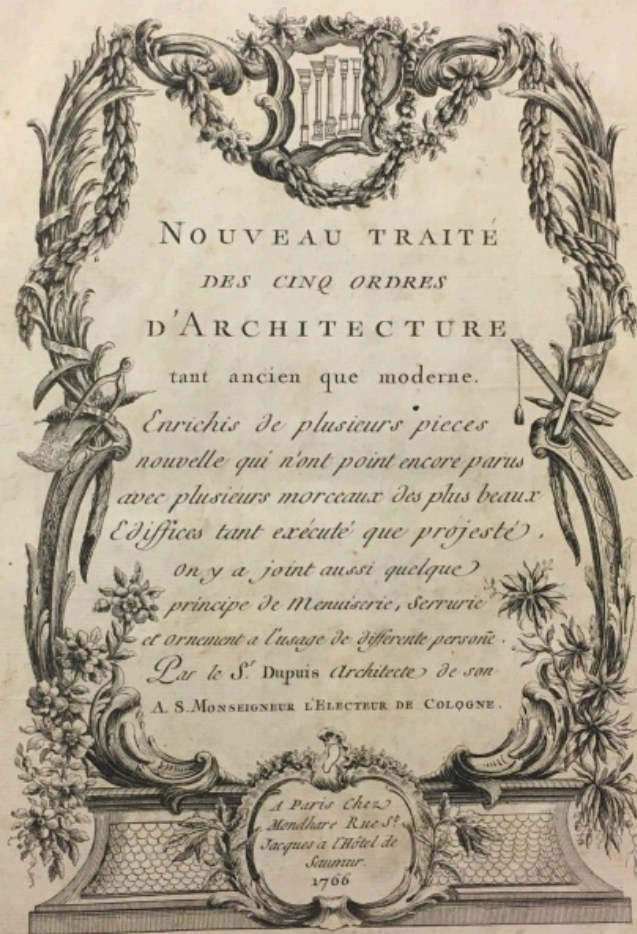 NOUVEAU TRAITÉ
DES CINQ ORDRES
D'ARCHITECTURE
tant ancien que moderne.
Enrichis de plusieurs pieces
nouvelle qui n'ont point encore parus
avec plusieurs morceaux des plus beaux
Ediffices tant exécuté que projesté.
On y a joint aussi quelque
principe de Menuiserie, Serrurie
et Ornement a l'usage de différente persone.
Par le Sr. Dupuis Architecte de son
A. S. MONSEIGNEUR L'ELECTEUR DE COLOGNE.
A Paris Chez
Mondhare Rue St.
Jacques a l'Hôtel de
Saumur.
1766